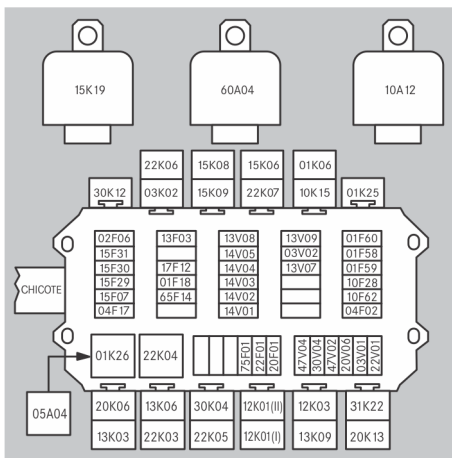 15K19 60A04 10A12
22K06 15K08 15K06 01K06
30K12 03K02 15K09 22K07 10K15 01K25
02F06 13F03 13V08 13V09 01F60
15F31 14V05 03V02 01F58
15F30 17F12 14V04 13V07 01F59
15F29 01F18 14V03 10F28
15F07 65F14 14V02 10F62
04F17 14V01 04F02
CHICOTE
01K26 22K04 75F01 22F01 20F01 47V04 30V04 47V02 20V06 03V01 22V01
05A04
20K06 13K06 30K04 12K01(II) 12K03 31K22
13K03 22K03 22K05 12K01(I) 13K09 20K13